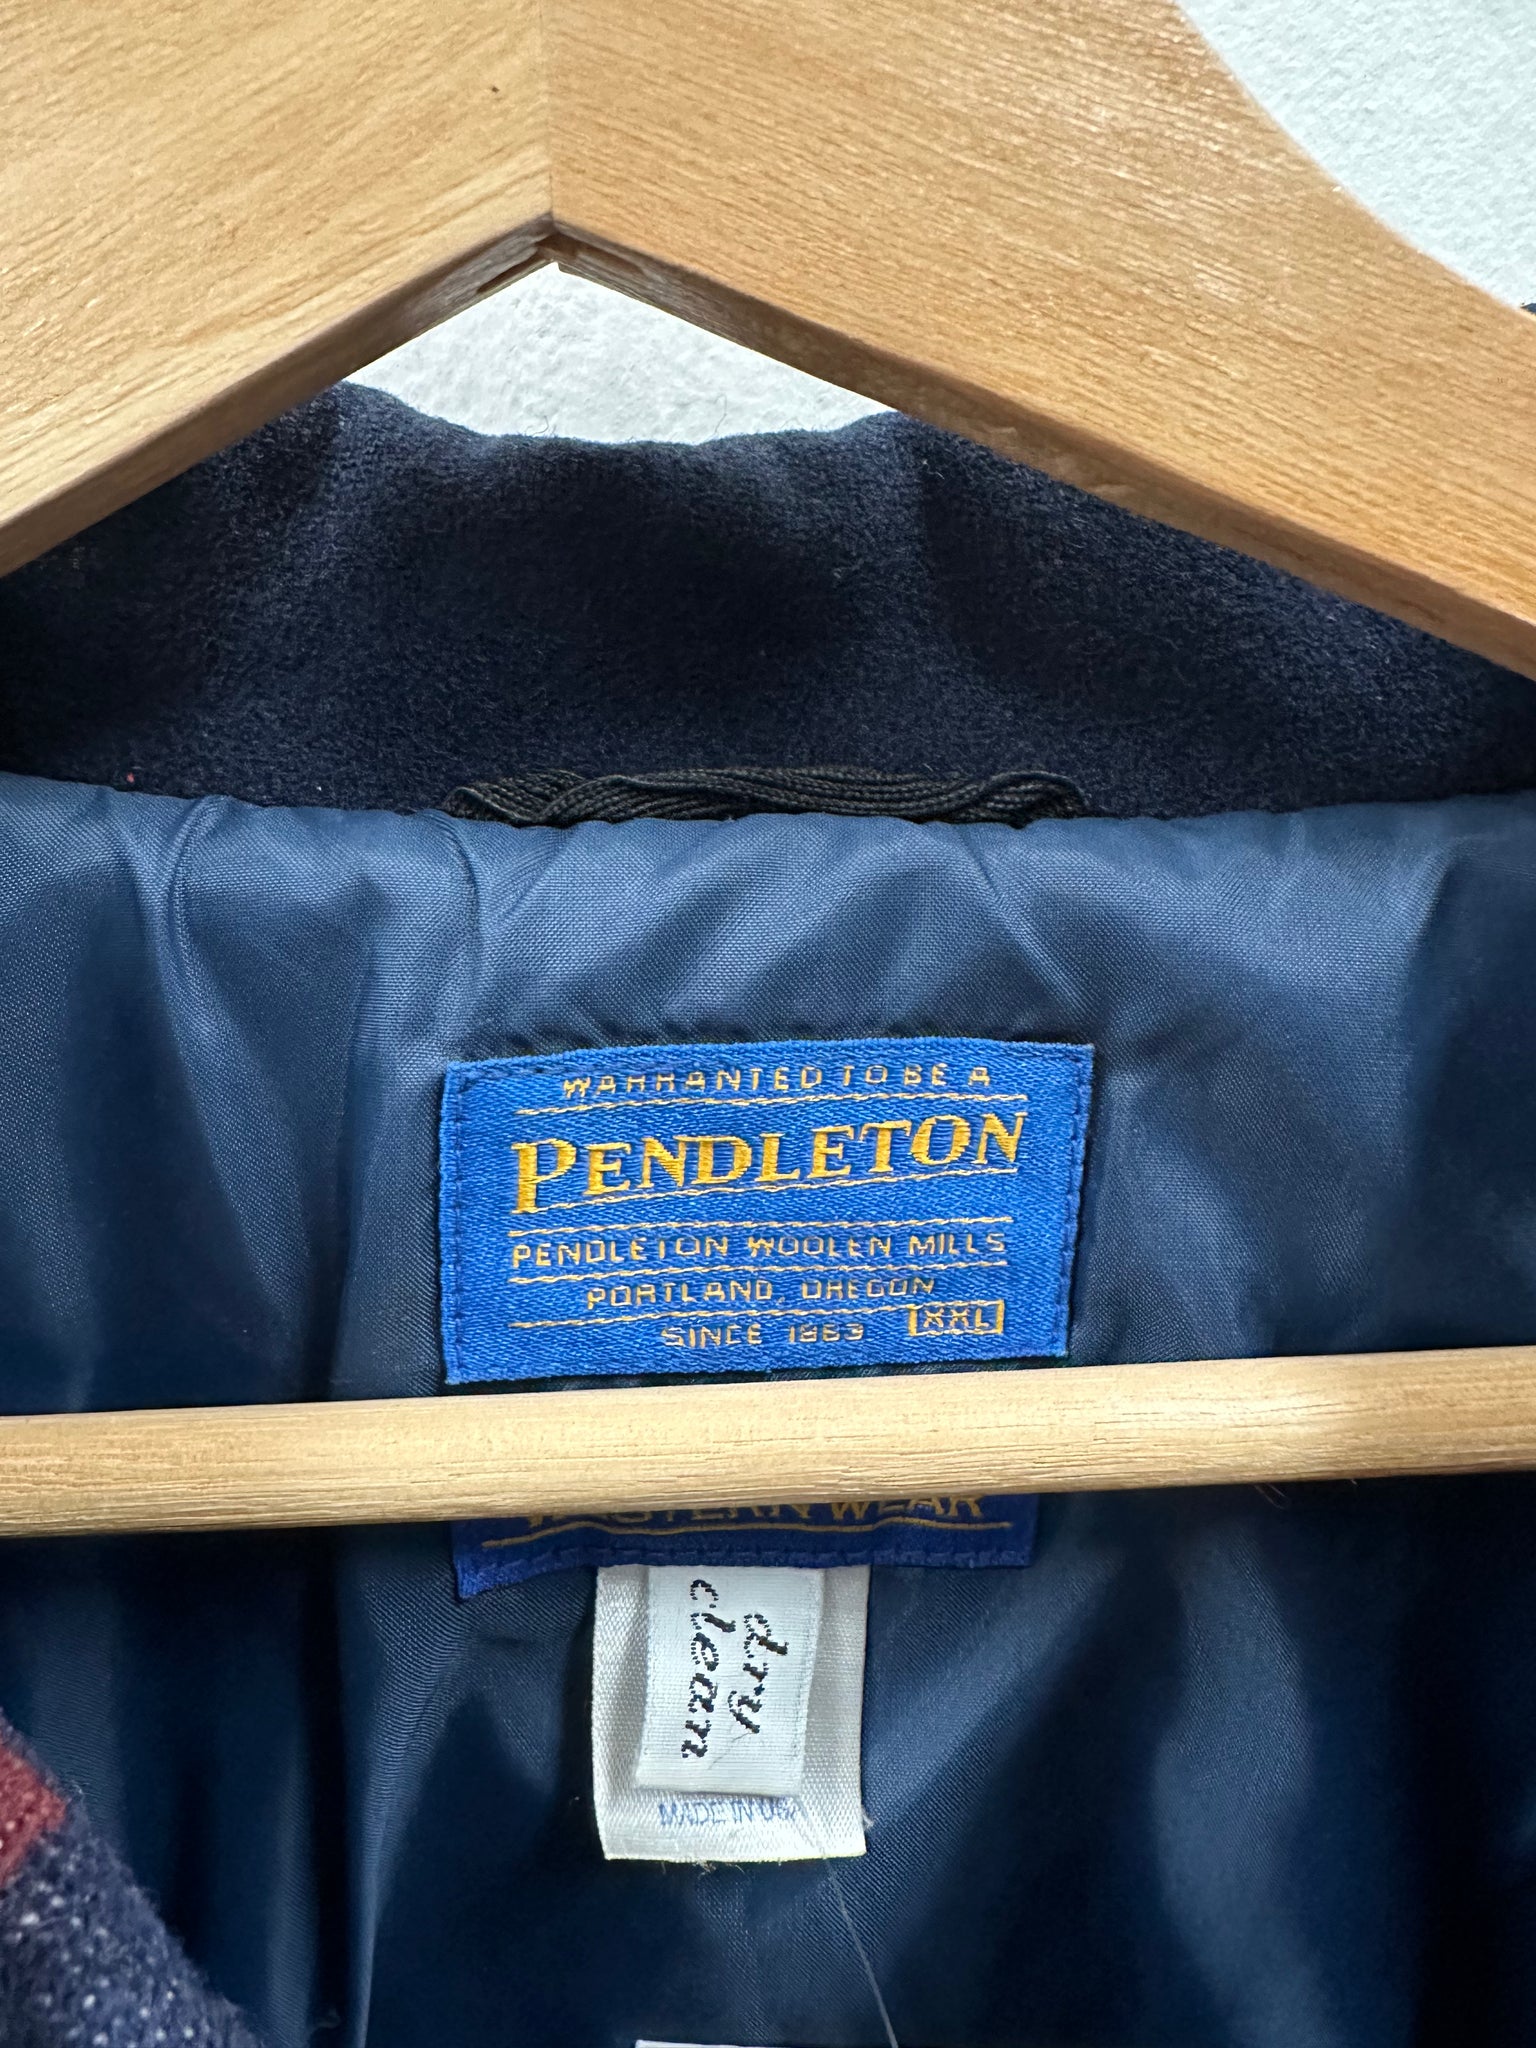 WARRANTED TO BE A
PENDLETON
PENDLETON WOOLEN MILLS
PORTLAND, OREGON
SINCE 1863 XXL
WESTERN WEAR
dry
clean
MADE IN USA